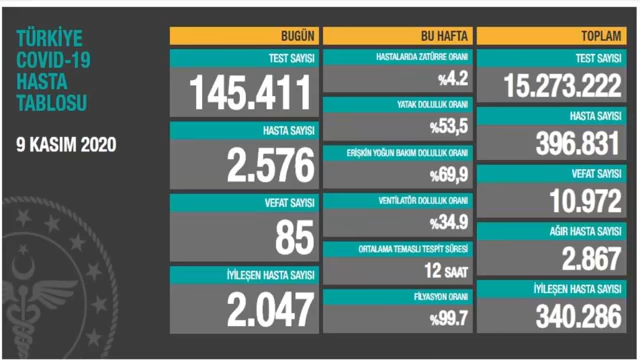 TÜRKİYE
COVID-19
HASTA
TABLOSU
9 KASIM 2020
BUGÜN
TEST SAYISI
145.411
HASTA SAYISI
2.576
VEFAT SAYISI
85
İYİLEŞEN HASTA SAYISI
2.047
BU HAFTA
HASTALARDA ZATÜRRE ORANI
%4.2
YATAK DOLULUK ORANI
%53,5
ERİŞKİN YOĞUN BAKIM DOLULUK ORANI
%69,9
VENTİLATÖR DOLULUK ORANI
%34.9
ORTALAMA TEMASLI TESPİT SÜRESİ
12 SAAT
FİLYASYON ORANI
%99.7
TOPLAM
TEST SAYISI
15.273.222
HASTA SAYISI
396.831
VEFAT SAYISI
10.972
AĞIR HASTA SAYISI
2.867
İYİLEŞEN HASTA SAYISI
340.286